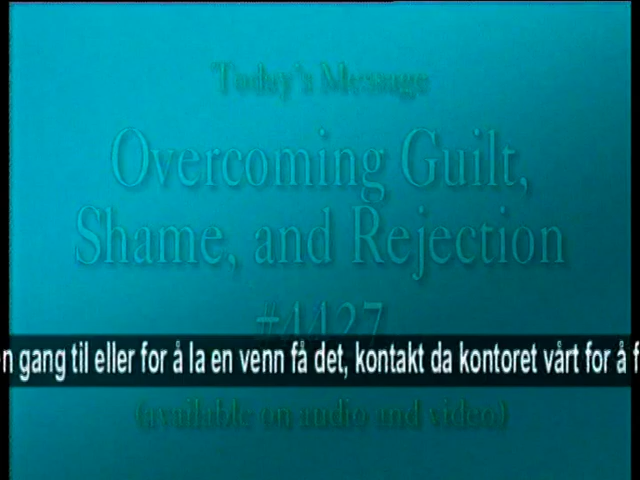 Today's Message
Overcoming Guilt,
Shame, and Rejection
#4427
n gang til eller for å la en venn få det, kontakt da kontoret vårt for å f
(available on audio and video)